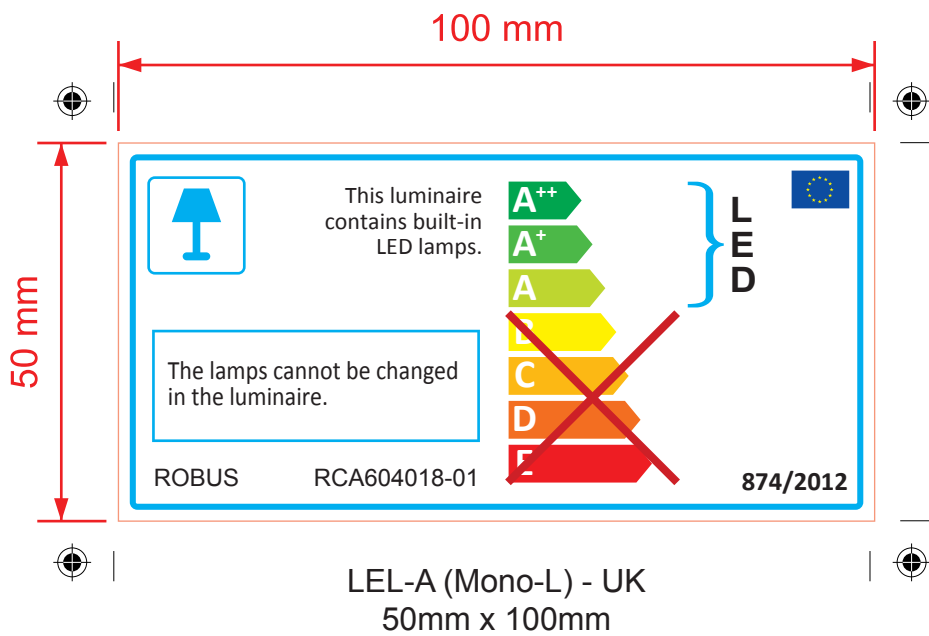 100 mm
50 mm
This luminaire
contains built-in
LED lamps.
A++
A+
A
B
C
D
E
L
E
D
The lamps cannot be changed
in the luminaire.
ROBUS RCA604018-01
874/2012
LEL-A (Mono-L) - UK
50mm x 100mm